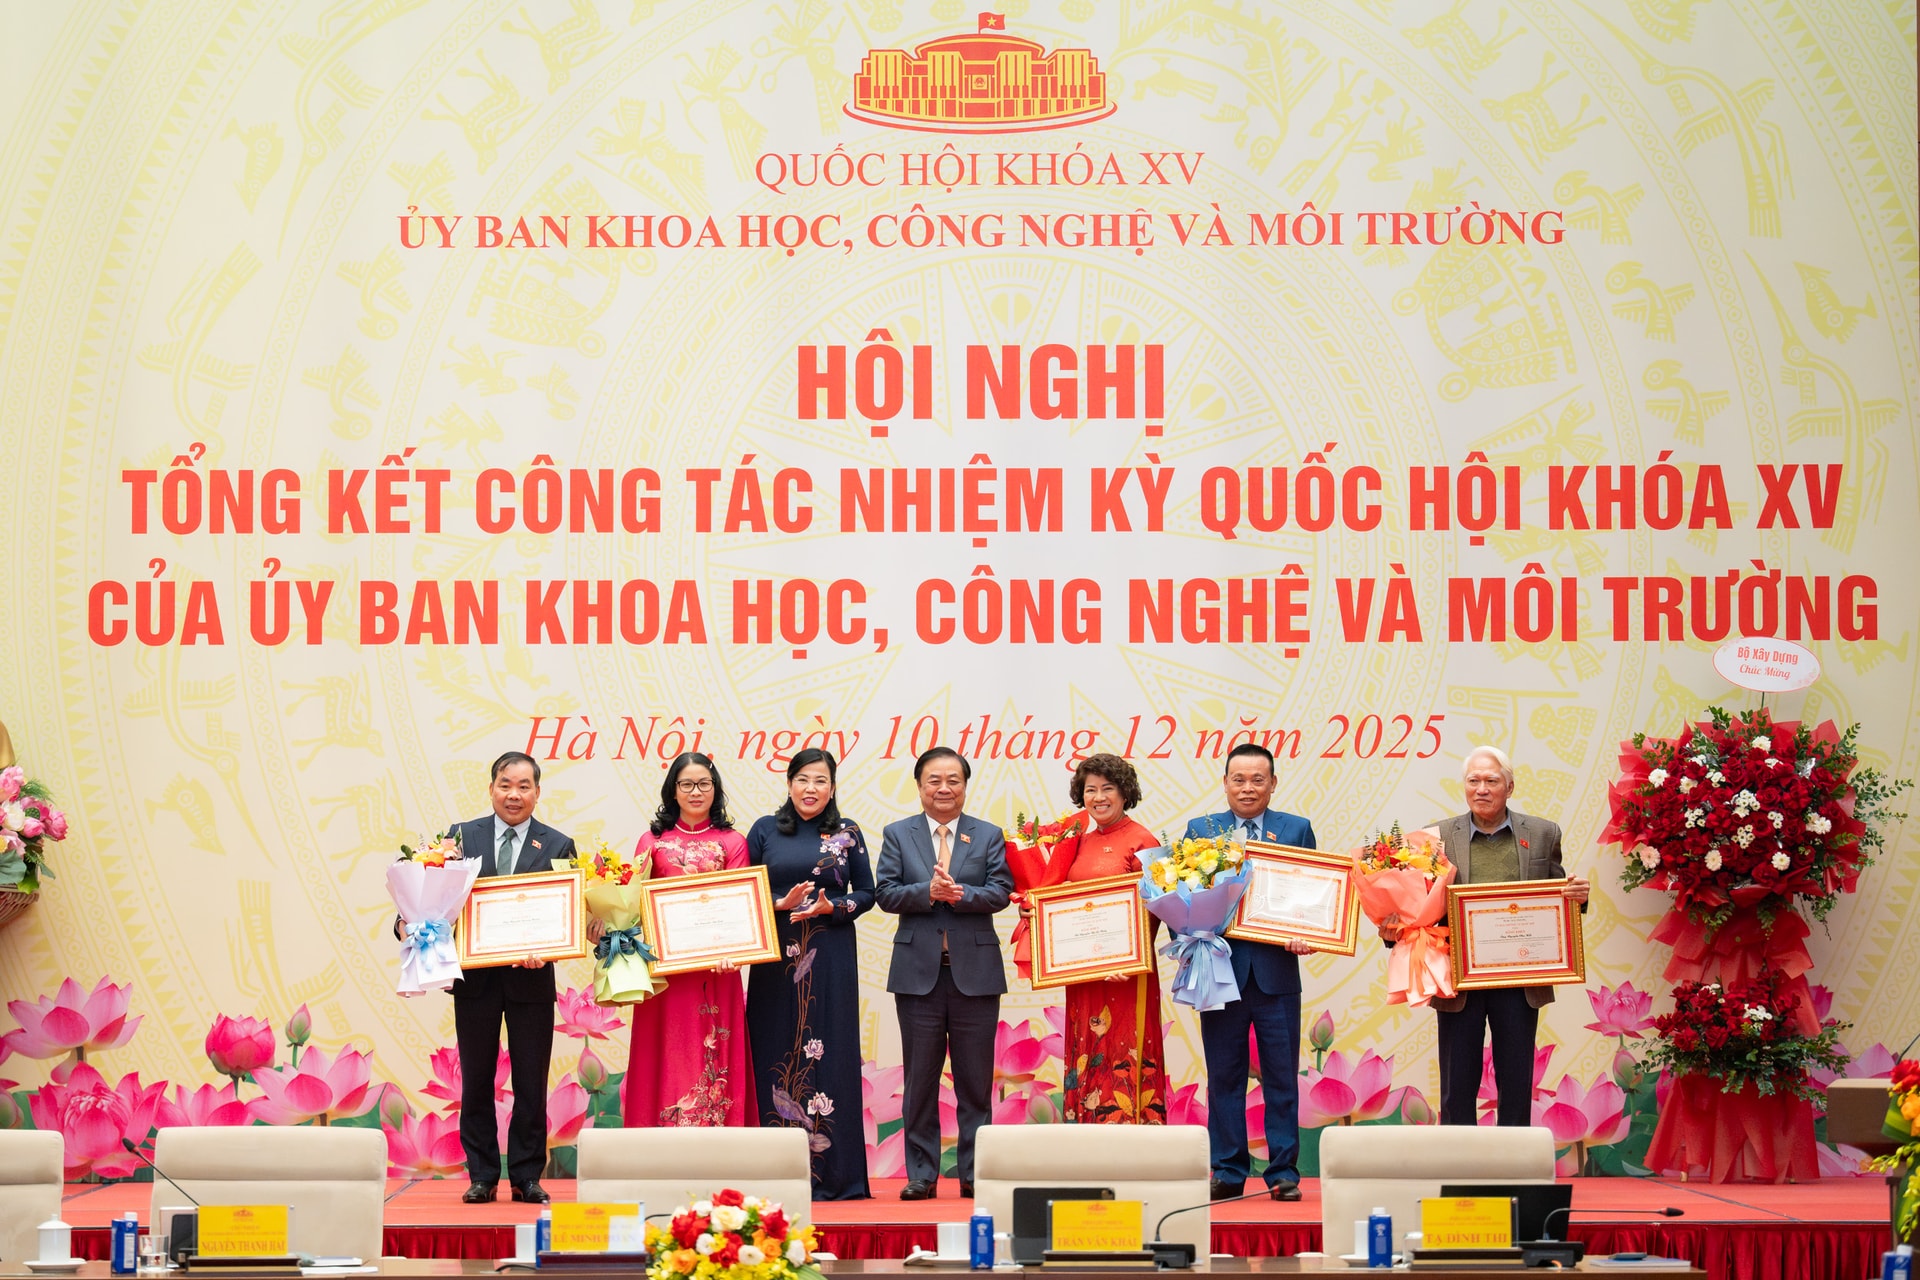 QUỐC HỘI KHÓA XV
ỦY BAN KHOA HỌC, CÔNG NGHỆ VÀ MÔI TRƯỜNG
HỘI NGHỊ
TỔNG KẾT CÔNG TÁC NHIỆM KỲ QUỐC HỘI KHÓA XV
CỦA ỦY BAN KHOA HỌC, CÔNG NGHỆ VÀ MÔI TRƯỜNG
Hà Nội, ngày 10 tháng 12 năm 2025
Bộ Xây Dựng
Chúc Mừng
NGUYỄN THANH HẢI
LÊ MINH HOAN
TRẦN VĂN KHẢI
TẠ ĐÌNH THI